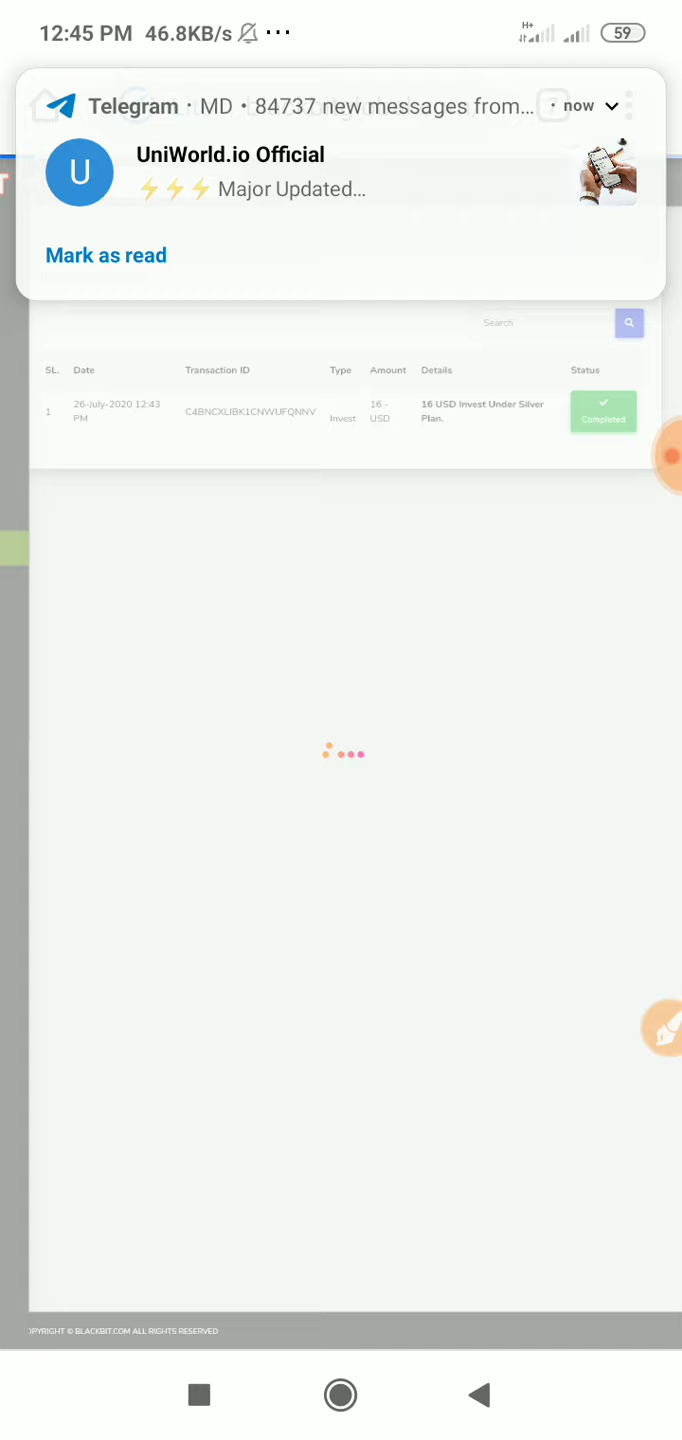 12:45 PM 46.8KB/s ... H+ 59
Telegram · MD • 84737 new messages from... · now
U
UniWorld.io Official
⚡⚡⚡ Major Updated...
Mark as read
Search
SL. Date Transaction ID Type Amount Details Status
1 26-July-2020 12:43 PM C4BNCXLIBK1CNWUFQNNV Invest 16 - USD 16 USD Invest Under Silver Plan. Completed
OPYRIGHT © BLACKBIT.COM ALL RIGHTS RESERVED